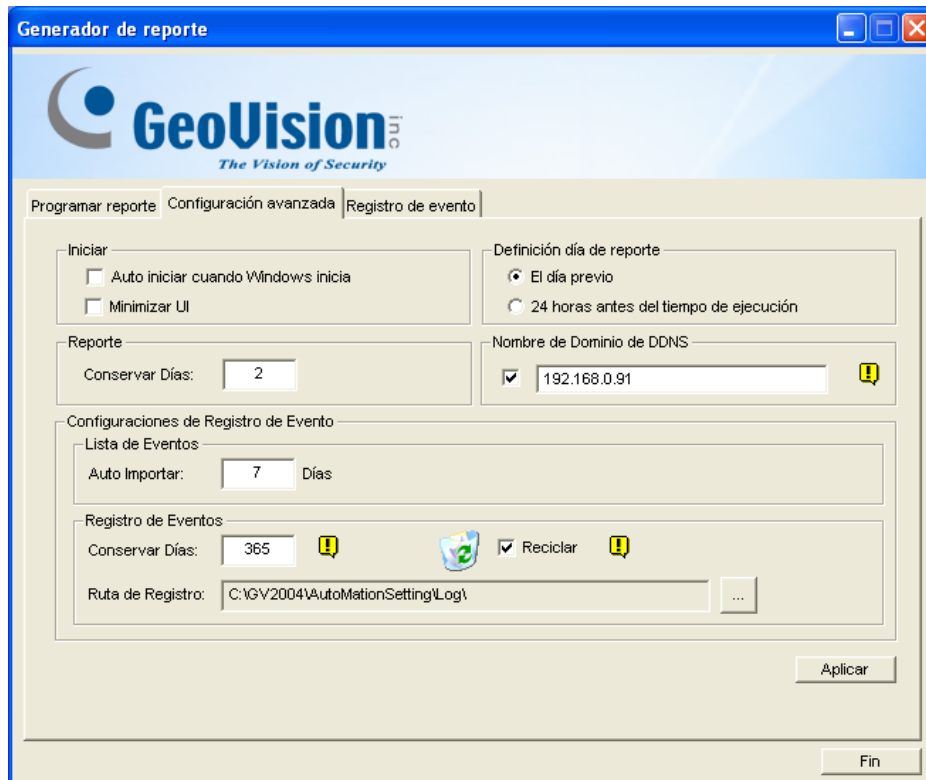 Generador de reporte
GeoVision inc
The Vision of Security
Programar reporte
Configuración avanzada
Registro de evento
Iniciar
Auto iniciar cuando Windows inicia
Minimizar UI
Definición día de reporte
El día previo
24 horas antes del tiempo de ejecución
Reporte
Conservar Días: 2
Nombre de Dominio de DDNS
192.168.0.91
Configuraciones de Registro de Evento
Lista de Eventos
Auto Importar: 7 Días
Registro de Eventos
Conservar Días: 365
Reciclar
Ruta de Registro: C:\GV2004\AutoMationSetting\Log\
...
Aplicar
Fin